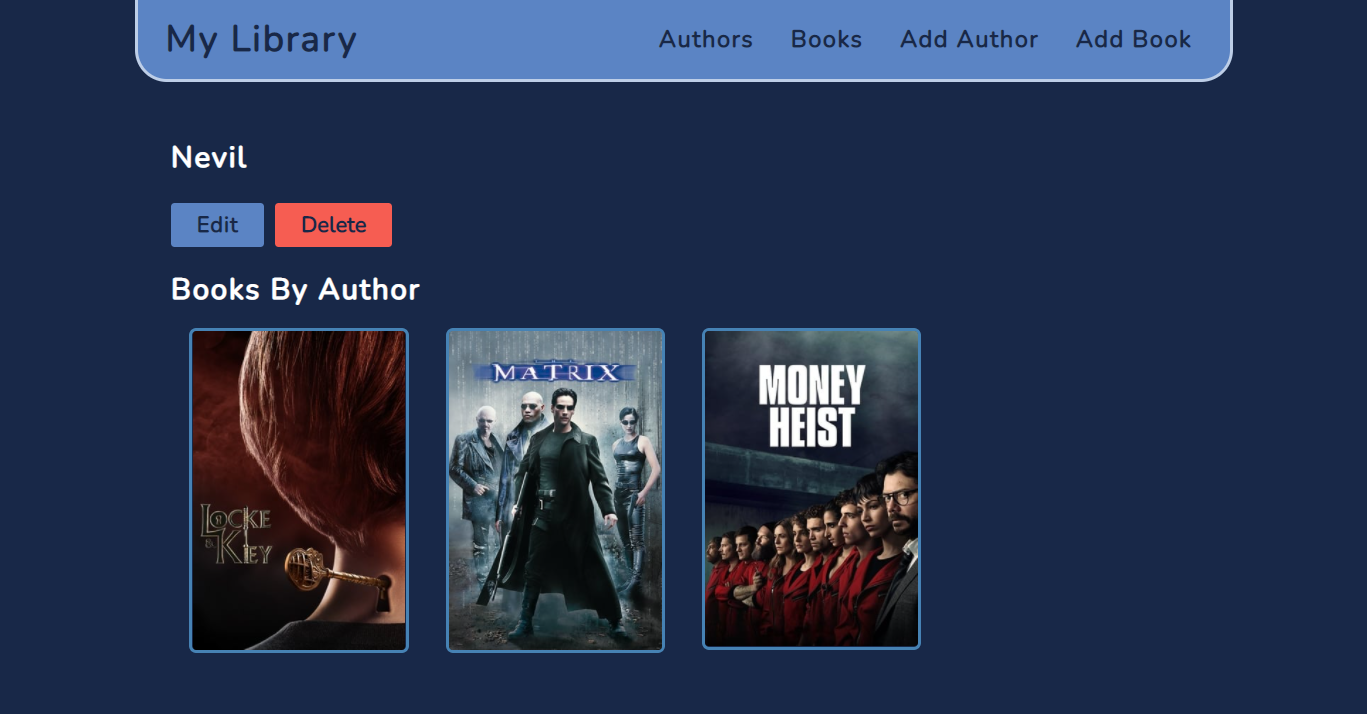 My Library
Authors Books Add Author Add Book
Nevil
Edit Delete
Books By Author
LOCKE
& KEY
THE
MATRIX
MONEY
HEIST